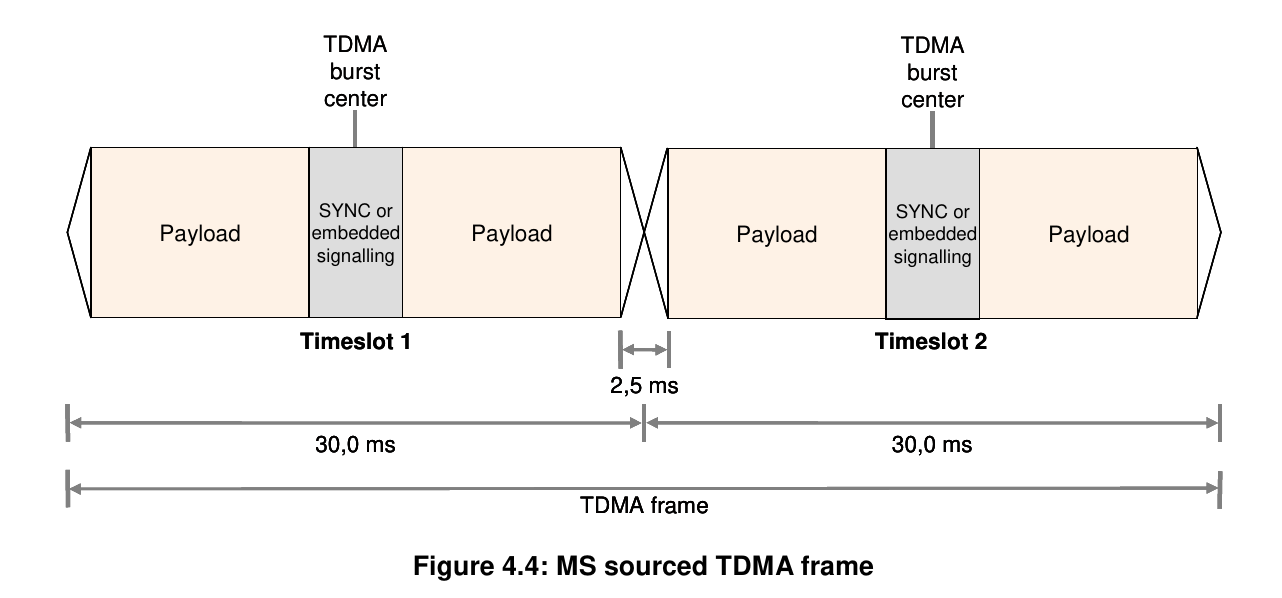 TDMA
burst
center
TDMA
burst
center
Payload
SYNC or
embedded
signalling
Payload
Payload
SYNC or
embedded
signalling
Payload
Timeslot 1
Timeslot 2
2,5 ms
30,0 ms
30,0 ms
TDMA frame
Figure 4.4: MS sourced TDMA frame